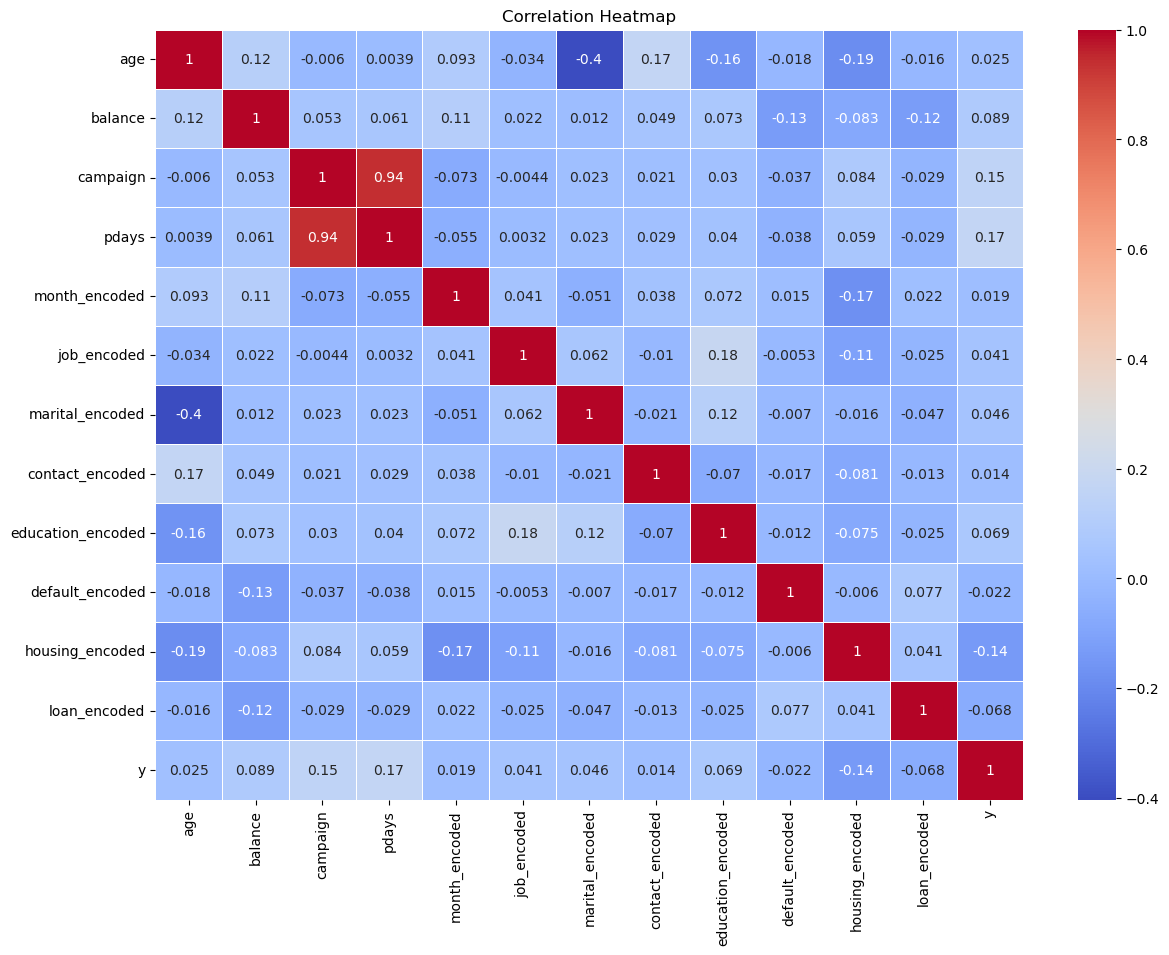 Correlation Heatmap
age 1 0.12 -0.006 0.0039 0.093 -0.034 -0.4 0.17 -0.16 -0.018 -0.19 -0.016 0.025
balance 0.12 1 0.053 0.061 0.11 0.022 0.012 0.049 0.073 -0.13 -0.083 -0.12 0.089
campaign -0.006 0.053 1 0.94 -0.073 -0.0044 0.023 0.021 0.03 -0.037 0.084 -0.029 0.15
pdays 0.0039 0.061 0.94 1 -0.055 0.0032 0.023 0.029 0.04 -0.038 0.059 -0.029 0.17
month_encoded 0.093 0.11 -0.073 -0.055 1 0.041 -0.051 0.038 0.072 0.015 -0.17 0.022 0.019
job_encoded -0.034 0.022 -0.0044 0.0032 0.041 1 0.062 -0.01 0.18 -0.0053 -0.11 -0.025 0.041
marital_encoded -0.4 0.012 0.023 0.023 -0.051 0.062 1 -0.021 0.12 -0.007 -0.016 -0.047 0.046
contact_encoded 0.17 0.049 0.021 0.029 0.038 -0.01 -0.021 1 -0.07 -0.017 -0.081 -0.013 0.014
education_encoded -0.16 0.073 0.03 0.04 0.072 0.18 0.12 -0.07 1 -0.012 -0.075 -0.025 0.069
default_encoded -0.018 -0.13 -0.037 -0.038 0.015 -0.0053 -0.007 -0.017 -0.012 1 -0.006 0.077 -0.022
housing_encoded -0.19 -0.083 0.084 0.059 -0.17 -0.11 -0.016 -0.081 -0.075 -0.006 1 0.041 -0.14
loan_encoded -0.016 -0.12 -0.029 -0.029 0.022 -0.025 -0.047 -0.013 -0.025 0.077 0.041 1 -0.068
y 0.025 0.089 0.15 0.17 0.019 0.041 0.046 0.014 0.069 -0.022 -0.14 -0.068 1
age
balance
campaign
pdays
month_encoded
job_encoded
marital_encoded
contact_encoded
education_encoded
default_encoded
housing_encoded
loan_encoded
y
1.0
0.8
0.6
0.4
0.2
0.0
−0.2
−0.4